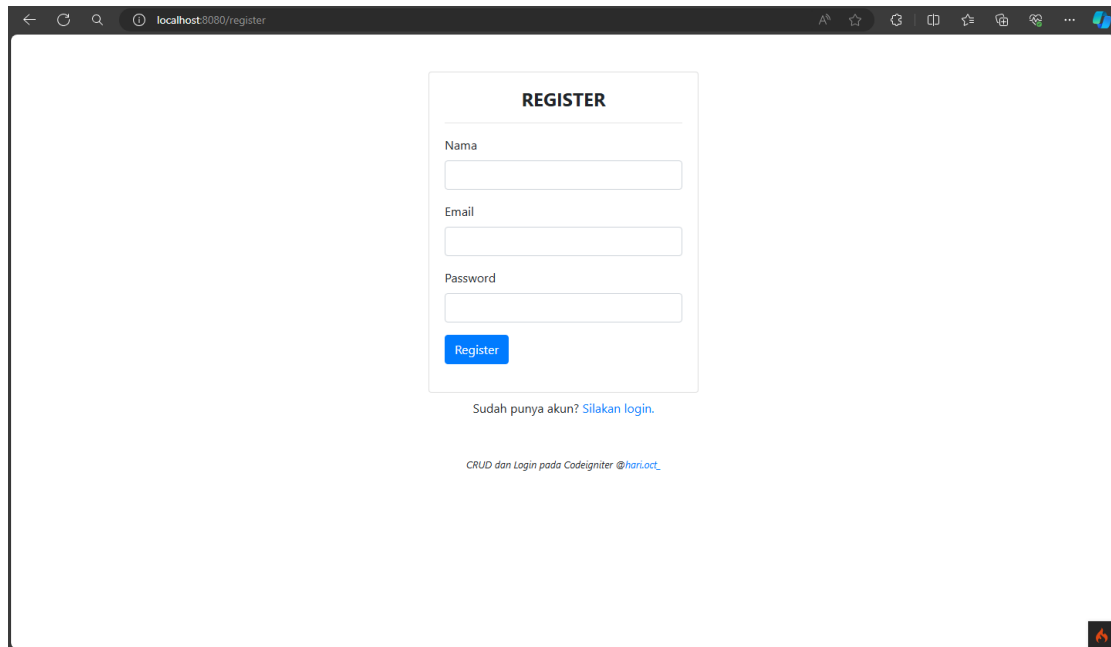 localhost:8080/register
REGISTER
Nama
Email
Password
Register
Sudah punya akun? Silakan login.
CRUD dan Login pada Codeigniter @hari.oct_